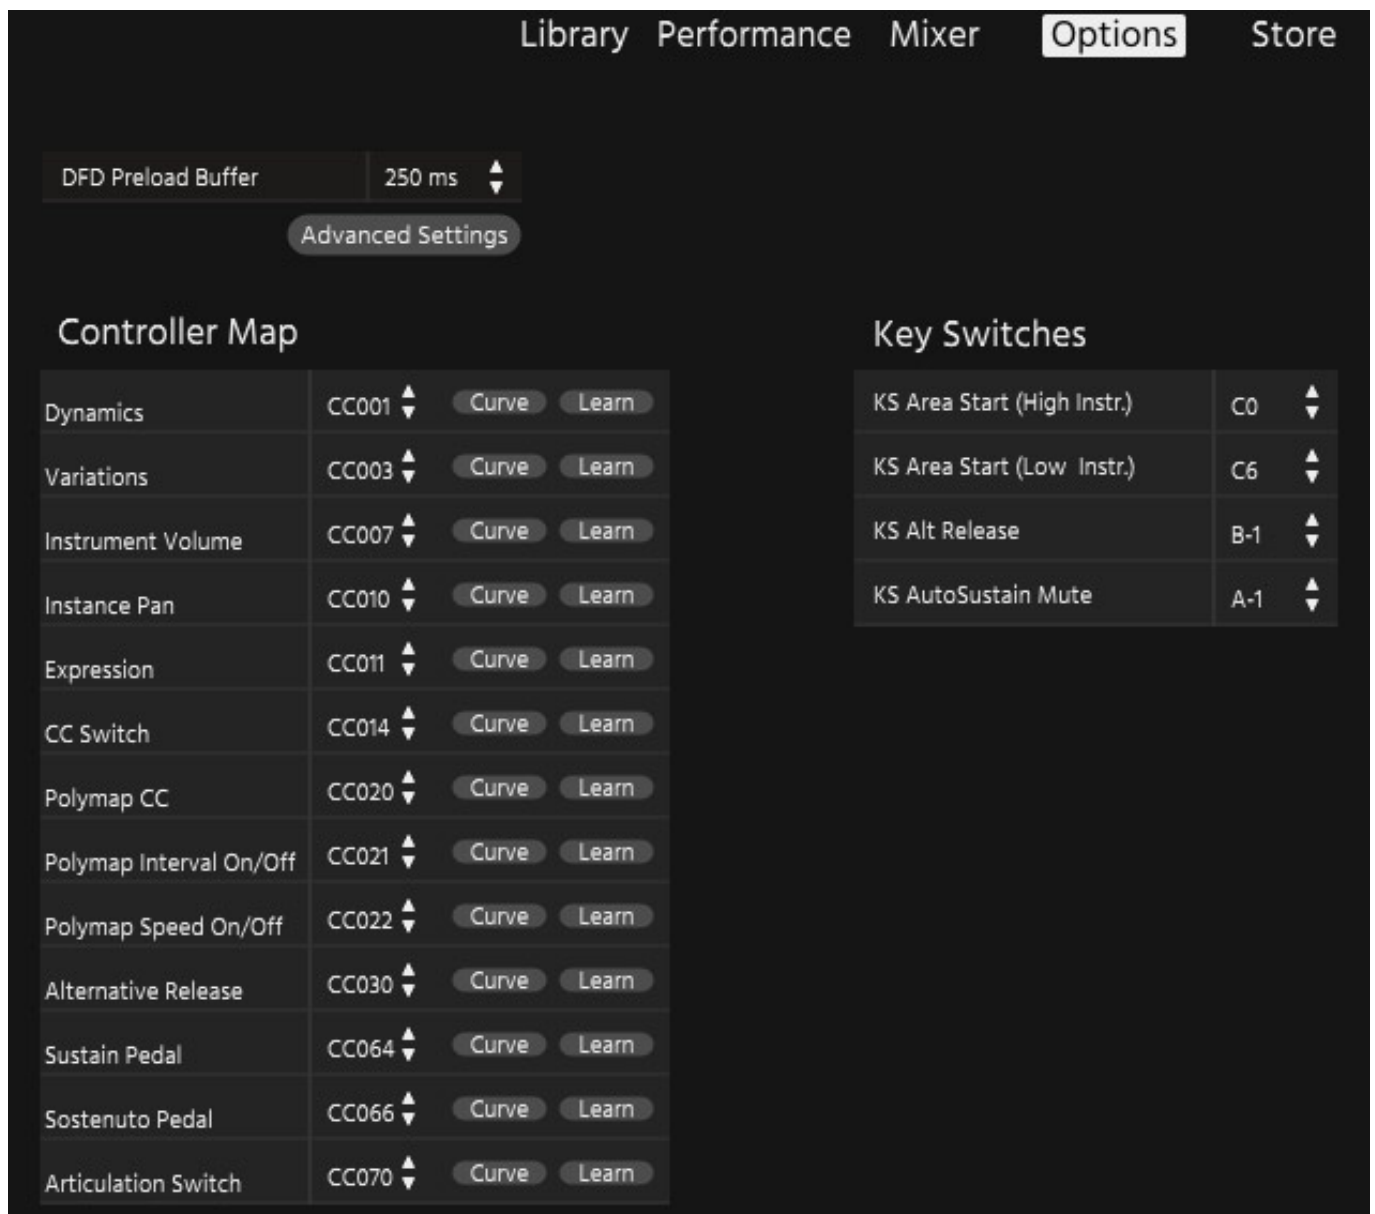 Library Performance Mixer Options Store
DFD Preload Buffer 250 ms
Advanced Settings
Controller Map
Dynamics CC001 Curve Learn
Variations CC003 Curve Learn
Instrument Volume CC007 Curve Learn
Instance Pan CC010 Curve Learn
Expression CC011 Curve Learn
CC Switch CC014 Curve Learn
Polymap CC CC020 Curve Learn
Polymap Interval On/Off CC021 Curve Learn
Polymap Speed On/Off CC022 Curve Learn
Alternative Release CC030 Curve Learn
Sustain Pedal CC064 Curve Learn
Sostenuto Pedal CC066 Curve Learn
Articulation Switch CC070 Curve Learn
Key Switches
KS Area Start (High Instr.) C0
KS Area Start (Low Instr.) C6
KS Alt Release B-1
KS AutoSustain Mute A-1